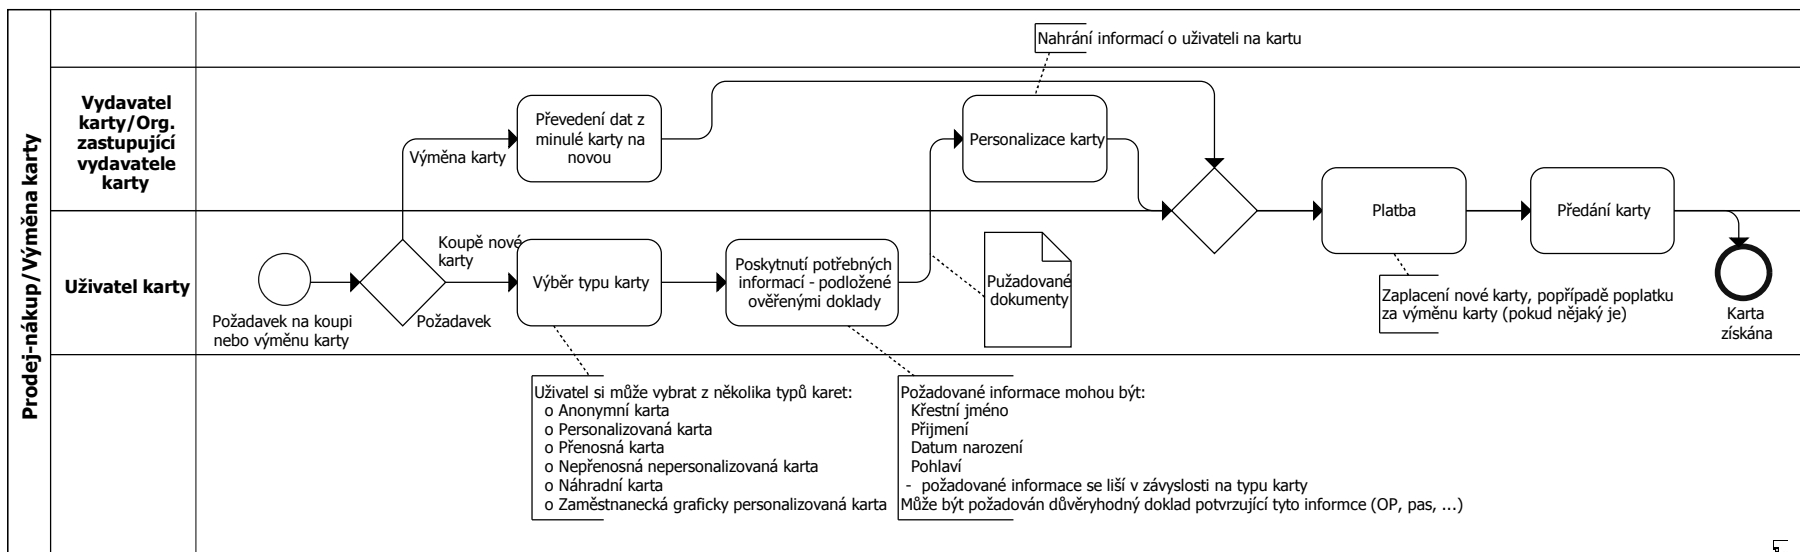 Prodej-nákup/Výměna karty
Vydavatel
karty/Org.
zastupující
vydavatele
karty
Uživatel karty
Nahrání informací o uživateli na kartu
Převedení dat z
minulé karty na
novou
Výměna karty
Personalizace karty
Platba
Předání karty
Koupě nové
karty
Výběr typu karty
Poskytnutí potřebných
informací - podložené
ověřenými doklady
Pužadované
dokumenty
Požadavek na koupi
nebo výměnu karty
Požadavek
Zaplacení nové karty, popřípadě poplatku
za výměnu karty (pokud nějaký je)
Karta
získána
Uživatel si může vybrat z několika typů karet:
o Anonymní karta
o Personalizovaná karta
o Přenosná karta
o Nepřenosná nepersonalizovaná karta
o Náhradní karta
o Zaměstnanecká graficky personalizovaná karta
Požadované informace mohou být:
Křestní jméno
Přijmení
Datum narození
Pohlaví
- požadované informace se liší v závyslosti na typu karty
Může být požadován důvěryhodný doklad potvrzující tyto informce (OP, pas, ...)